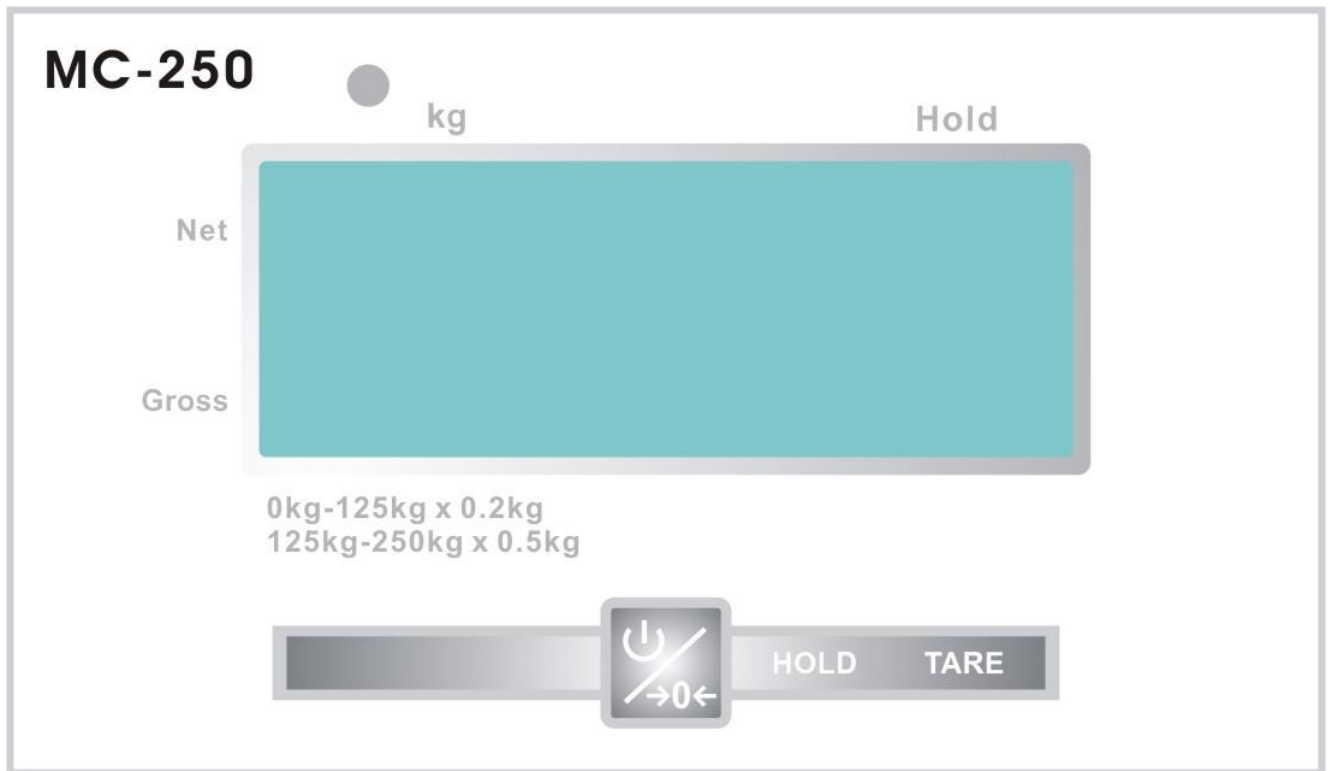 MC-250
kg Hold
Net
Gross
0kg-125kg x 0.2kg
125kg-250kg x 0.5kg
→0← HOLD TARE